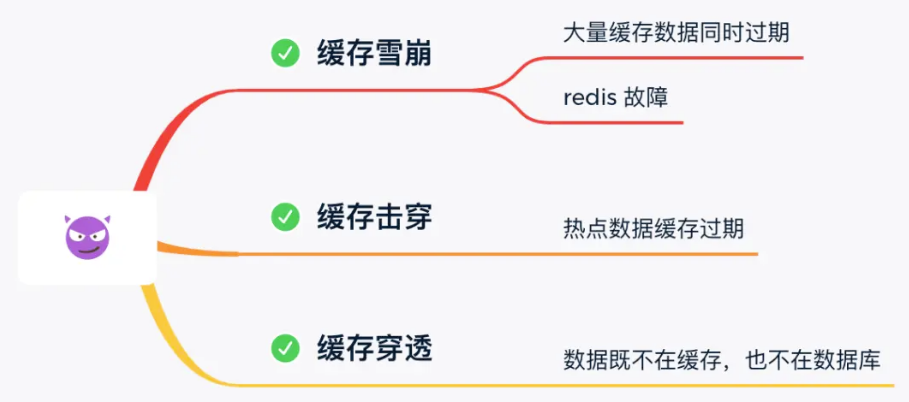 缓存雪崩
大量缓存数据同时过期
redis 故障
缓存击穿
热点数据缓存过期
缓存穿透
数据既不在缓存，也不在数据库